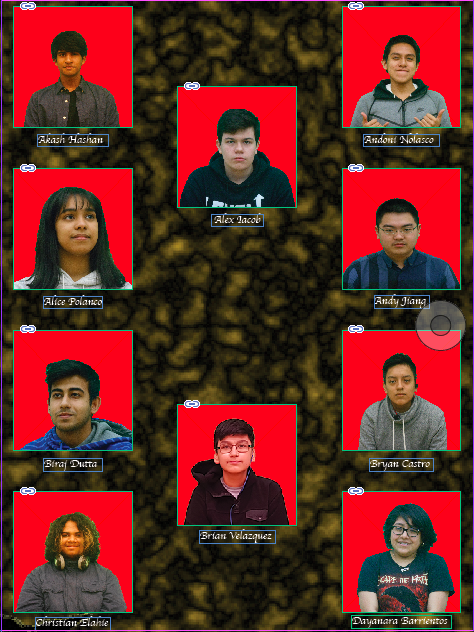 Akash Hashan
Andoni Nolasco
Alex Jacob
Alice Polanco
Andy Jiang
Biraj Dutta
Bryan Castro
Brian Velazquez
Christian Elahie
Dayanara Barrientos